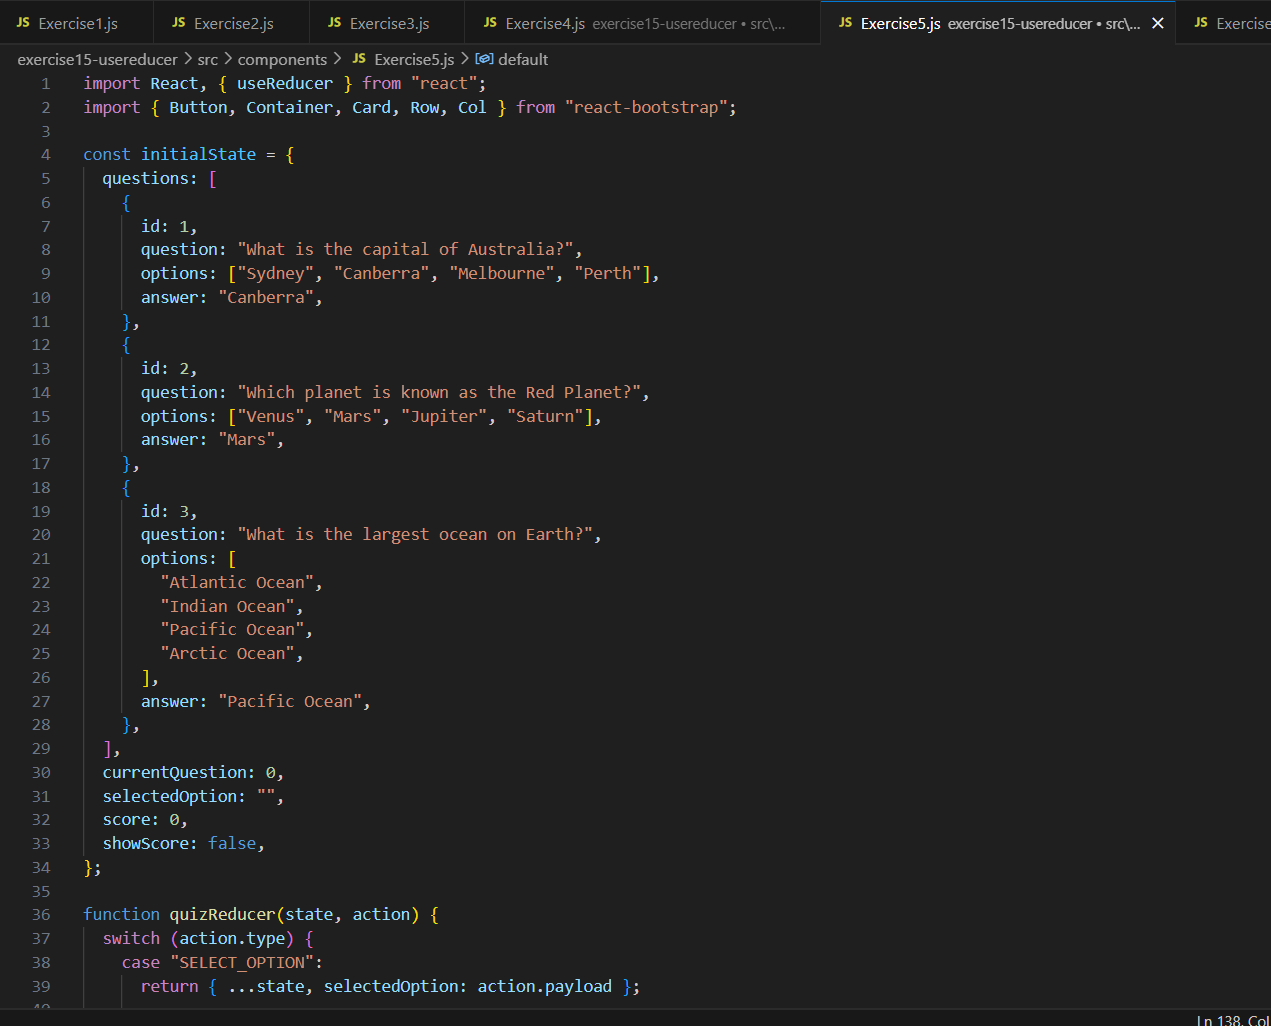 JS Exercise1.js JS Exercise2.js JS Exercise3.js JS Exercise4.js exercise15-usereducer • src\... JS Exercise5.js exercise15-usereducer • src\... JS Exercise
exercise15-usereducer > src > components > JS Exercise5.js > default
1 import React, { useReducer } from "react";
2 import { Button, Container, Card, Row, Col } from "react-bootstrap";
3
4 const initialState = {
5 questions: [
6 {
7 id: 1,
8 question: "What is the capital of Australia?",
9 options: ["Sydney", "Canberra", "Melbourne", "Perth"],
10 answer: "Canberra",
11 },
12 {
13 id: 2,
14 question: "Which planet is known as the Red Planet?",
15 options: ["Venus", "Mars", "Jupiter", "Saturn"],
16 answer: "Mars",
17 },
18 {
19 id: 3,
20 question: "What is the largest ocean on Earth?",
21 options: [
22 "Atlantic Ocean",
23 "Indian Ocean",
24 "Pacific Ocean",
25 "Arctic Ocean",
26 ],
27 answer: "Pacific Ocean",
28 },
29 ],
30 currentQuestion: 0,
31 selectedOption: "",
32 score: 0,
33 showScore: false,
34 };
35
36 function quizReducer(state, action) {
37 switch (action.type) {
38 case "SELECT_OPTION":
39 return { ...state, selectedOption: action.payload };
Ln 138, Col